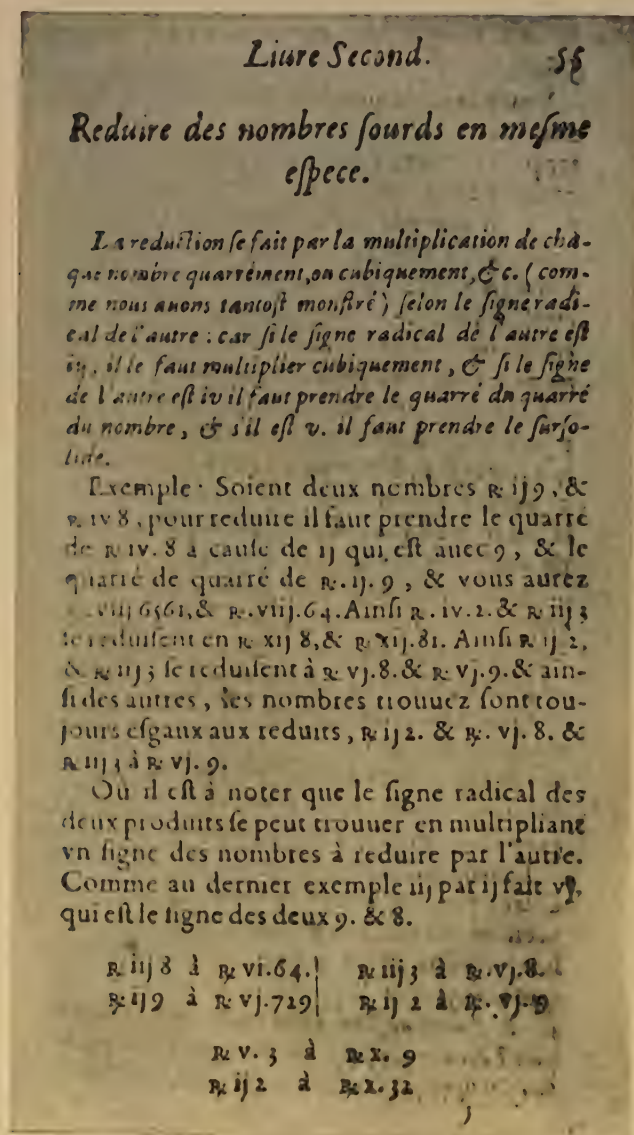 Liure Second. 55
Reduire des nombres ſourds en meſme
eſpece.
La reduction ſe fait par la multiplication de cha-
que nombre quarrément, ou cubiquement, &c. (com-
me nous auons tantoſt monſtré) ſelon le ſigne radi-
cal de l'autre : car ſi le ſigne radical de l'autre eſt
iij, il le faut multiplier cubiquement, & ſi le ſigne
de l'autre eſt iv il faut prendre le quarré du quarré
du nombre, & s'il eſt v. il faut prendre le ſurſo-
lide.
Exemple· Soient deux nombres ℞ ij 9, &
℞ iv 8, pour reduire il faut prendre le quarré
de ℞ iv. 8 a cauſe de ij qui eſt auec 9, & le
quarré de quarré de ℞. ij. 9, & vous aurez
viij 6561, & ℞. viij. 64. Ainſi ℞. iv. 2. & ℞ iij 3
ſe reduiſent en ℞ xij 8, & ℞ xij. 81. Ainſi ℞ ij 2,
& ℞ iij 3 ſe reduiſent à ℞ vj. 8. & ℞ vj. 9. & ain-
ſi des autres, les nombres trouuez ſont tou-
jours eſgaux aux reduits, ℞ ij 2. & ℞. vj. 8. &
℞ iij 3 à ℞ vj. 9.
Où il eſt à noter que le ſigne radical des
deux produits ſe peut trouuer en multipliant
vn ſigne des nombres à reduire par l'autre.
Comme au dernier exemple iij par ij fait vj,
qui eſt le ſigne des deux 9. & 8.
℞ iij 8 à ℞ vi. 64. | ℞ iij 3 à ℞. vj. 8.
℞ ij 9 à ℞ vj. 729 | ℞ ij 2 à ℞. vj. 9
℞ v. 3 à ℞ x. 9
℞ ij 2 à ℞ x. 32